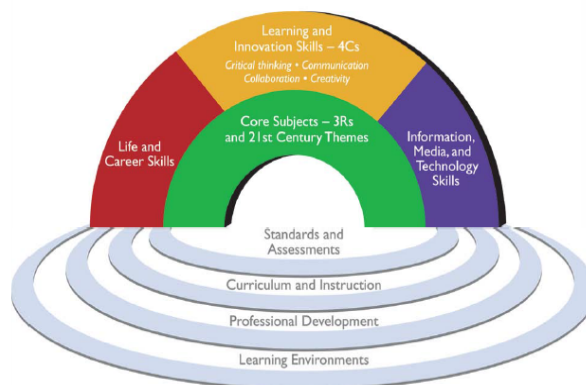 Learning and
Innovation Skills – 4Cs
Critical thinking • Communication
Collaboration • Creativity
Core Subjects – 3Rs
and 21st Century Themes
Life and
Career Skills
Information,
Media, and
Technology
Skills
Standards and
Assessments
Curriculum and Instruction
Professional Development
Learning Environments